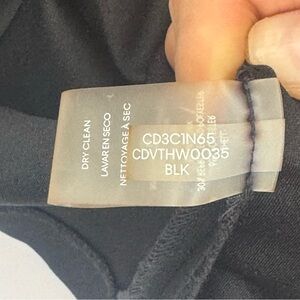 DRY CLEAN
LAVAR EN SECO
NETTOYAGE A SEC
CD3C1N65
CDVTHW0035
BLK